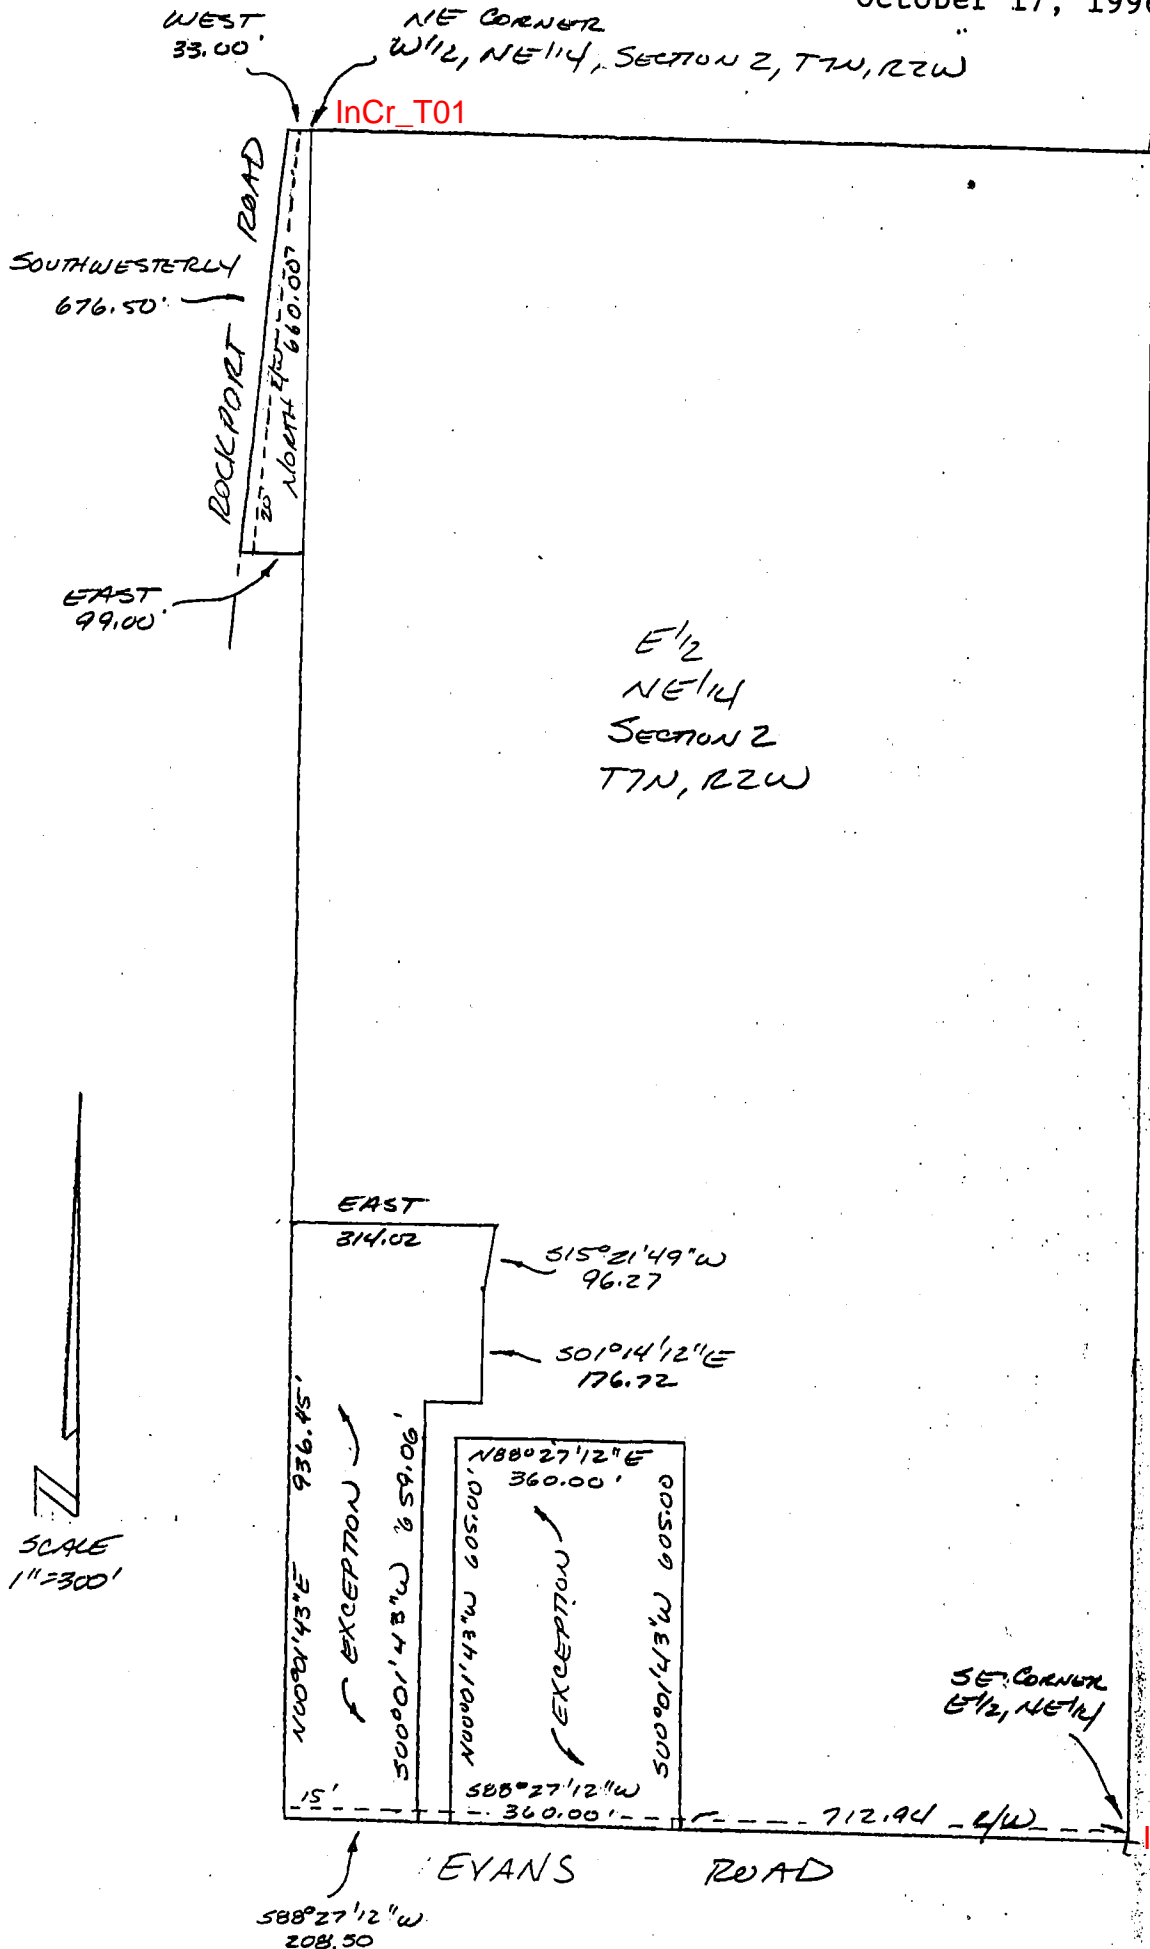 October 17, 1996
WEST
33.00'
NE CORNER
W1/2, NE1/4, SECTION 2, T7N, R2W
InCr_T01
ROCKPORT ROAD
SOUTHWESTERLY
676.50'
NORTH 660.00'
20' R/W
EAST
99.00'
E1/2
NE1/4
SECTION 2
T7N, R2W
EAST
314.02
S15°21'49"W
96.27
S01°14'12"E
176.72
N00°01'43"E 936.45'
EXCEPTION
S00°01'43"W 659.06'
N88°27'12"E
360.00'
N00°01'43"W 605.00'
EXCEPTION
S00°01'43"W 605.00
SCALE
1"=300'
SE CORNER
E1/2, NE1/4
15'
S88°27'12"W
360.00'
712.94 R/W
EVANS ROAD
S88°27'12"W
208.50